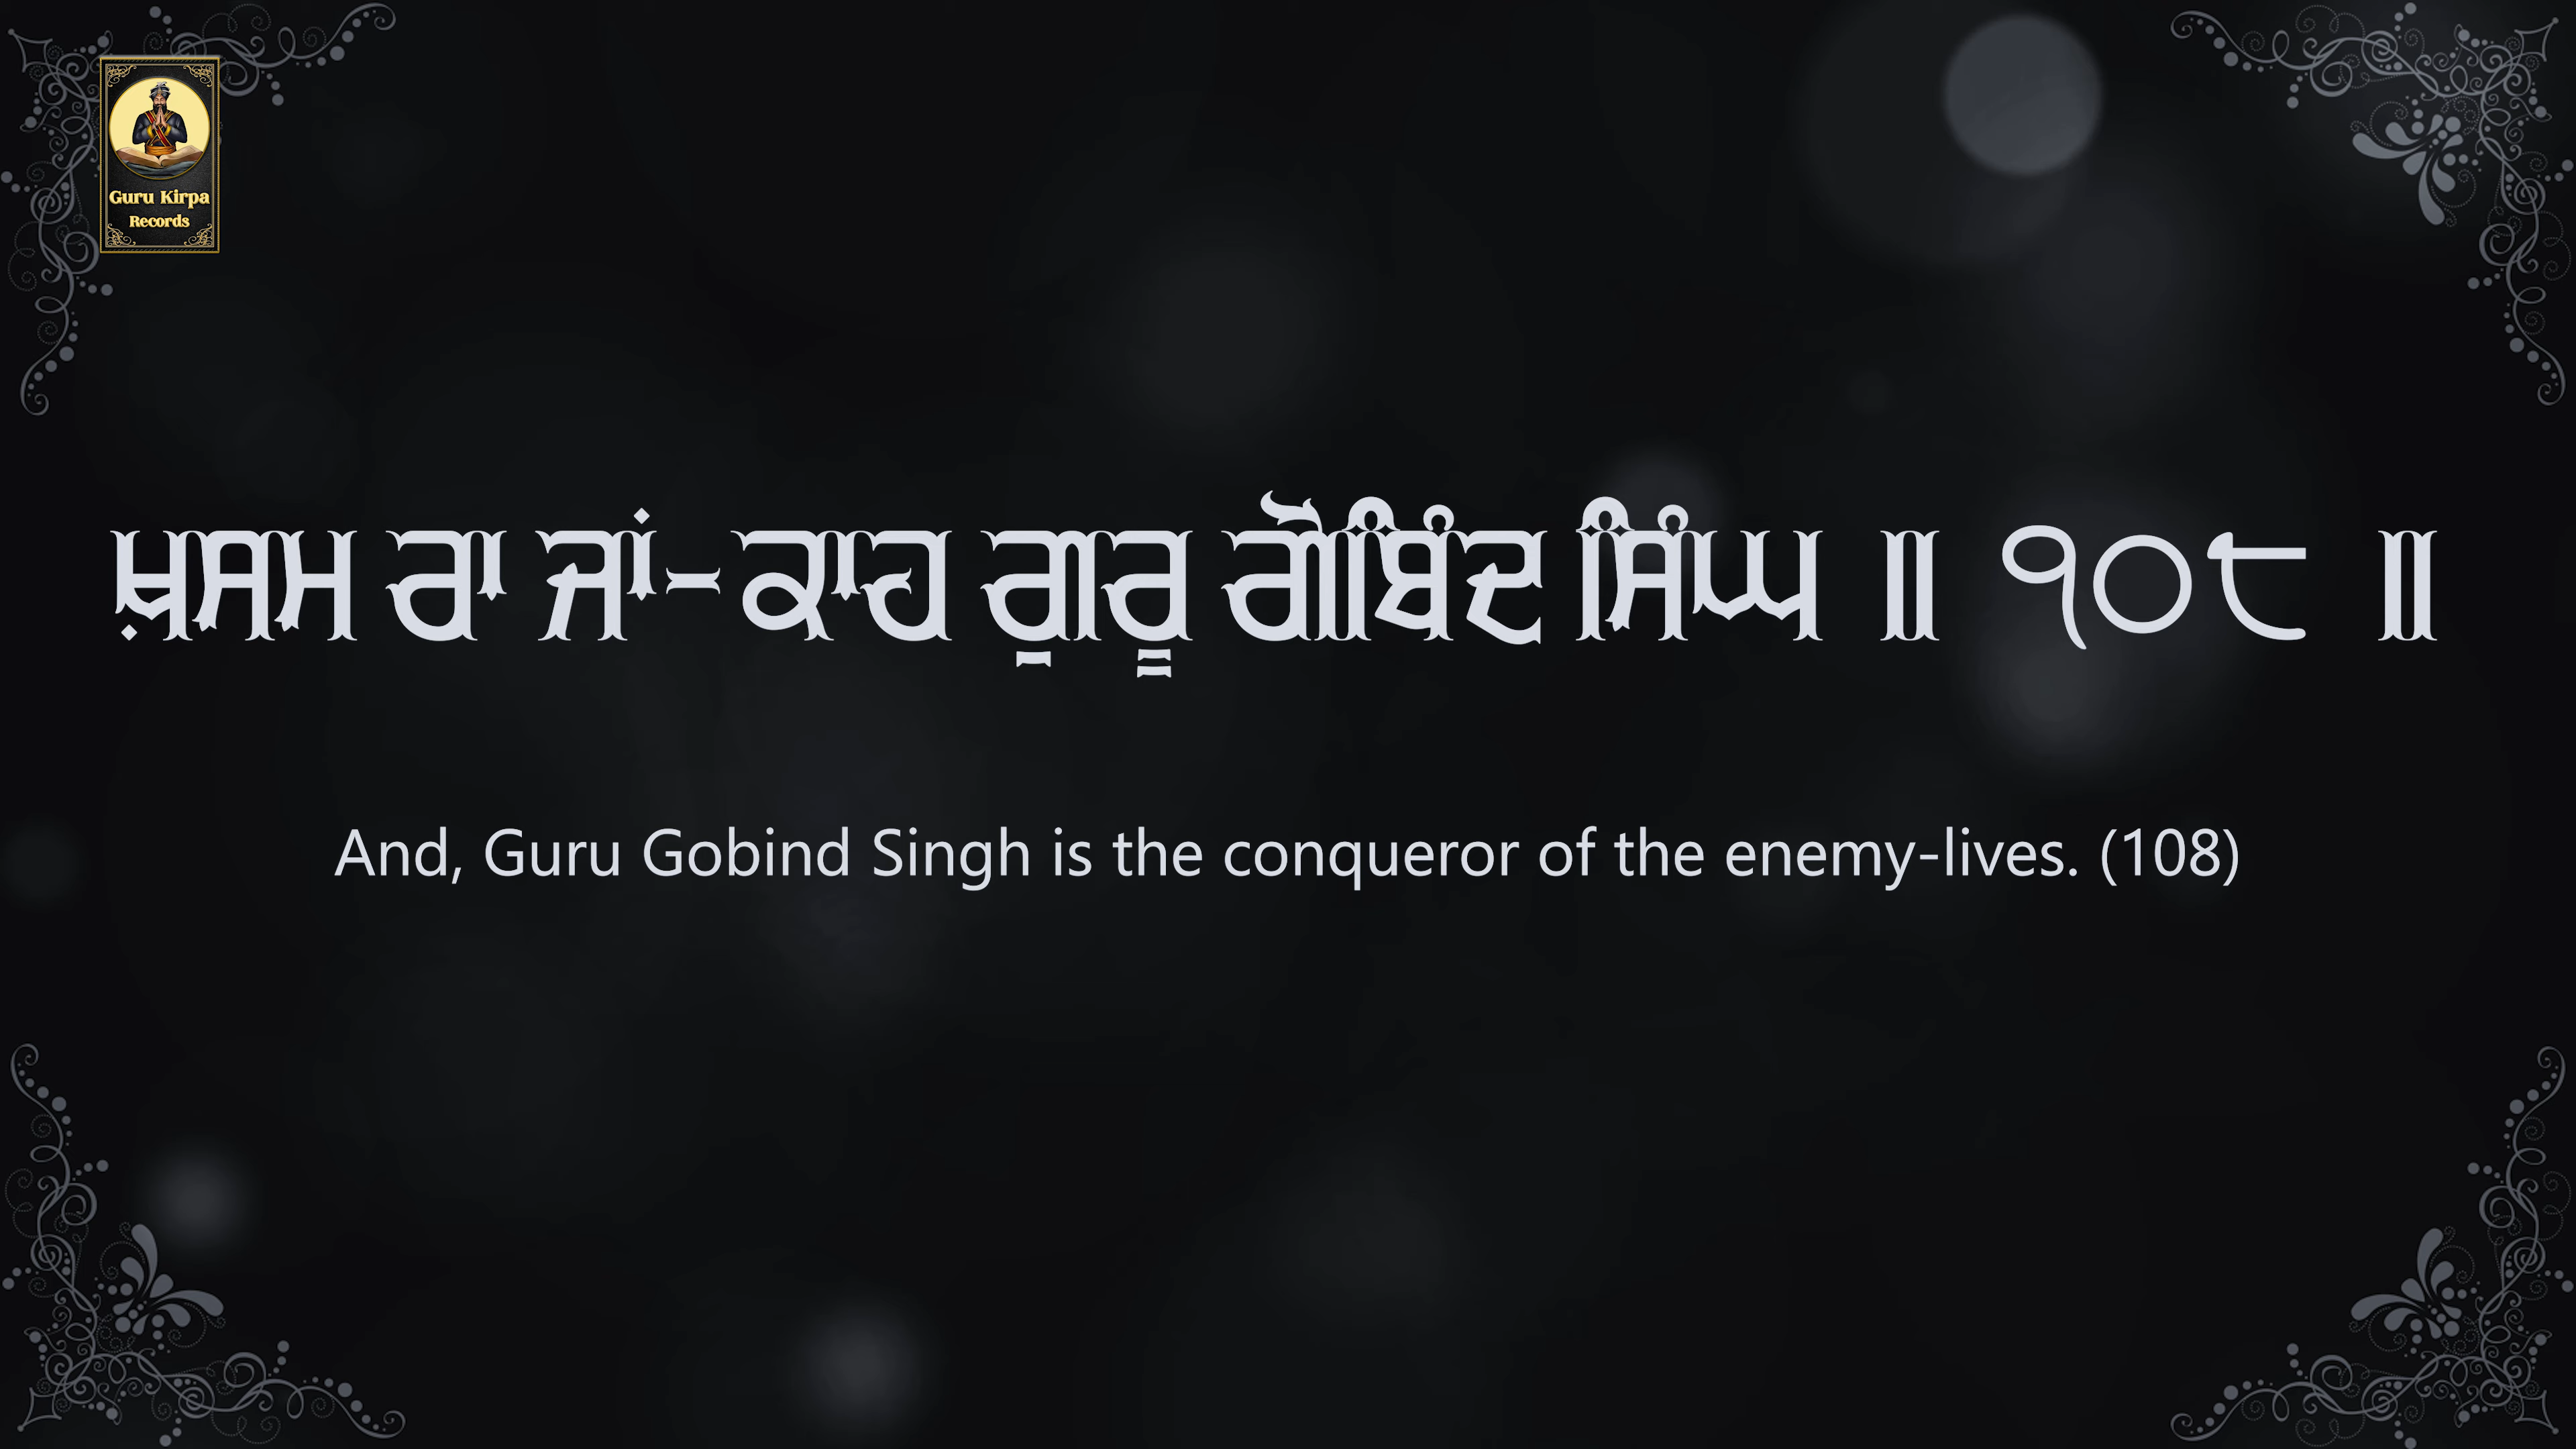 Guru Kirpa
Records
ਖ਼ਸਮ ਰਾ ਜਾਂ-ਕਾਹ ਗੁਰੂ ਗੋਬਿੰਦ ਸਿੰਘ ॥ ੧੦੮ ॥
And, Guru Gobind Singh is the conqueror of the enemy-lives. (108)